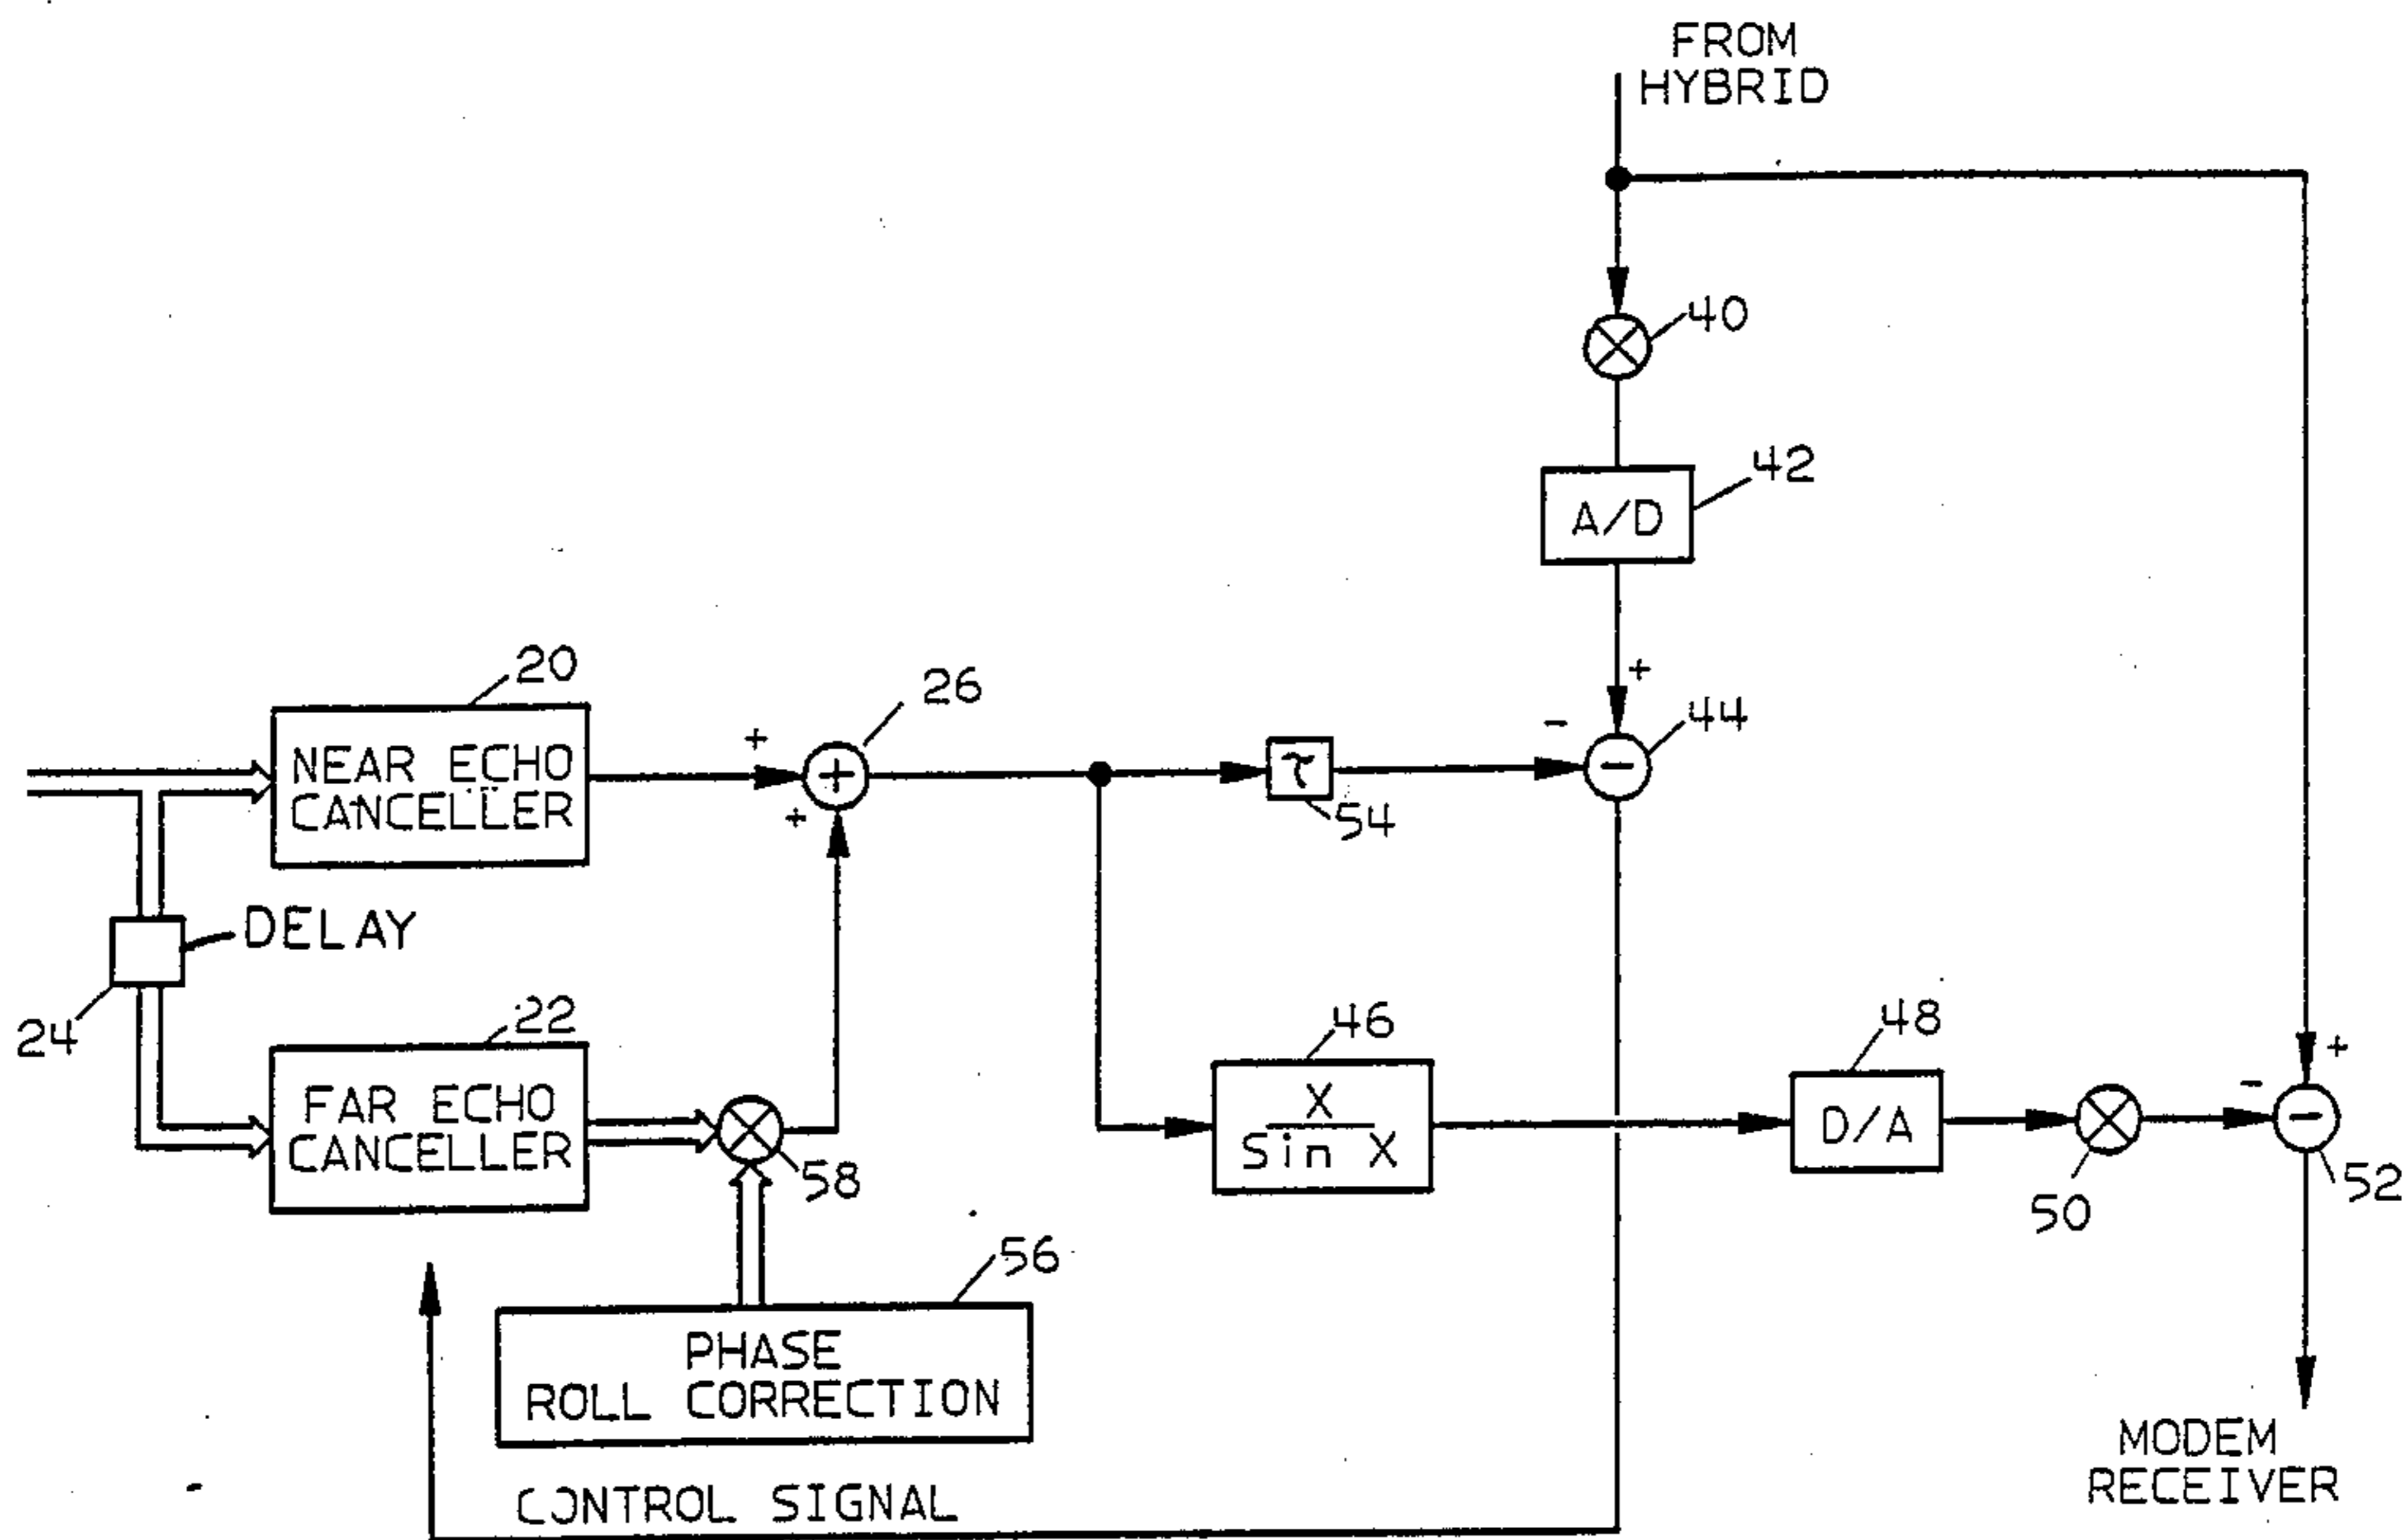 FROM
HYBRID
40
42
A/D
+
-
44
20
NEAR ECHO
CANCELLER
+
+
26
+
τ
54
-
DELAY
24
22
FAR ECHO
CANCELLER
58
46
X
Sin X
48
D/A
50
-
+
-
52
56
PHASE
ROLL CORRECTION
CONTROL SIGNAL
MODEM
RECEIVER